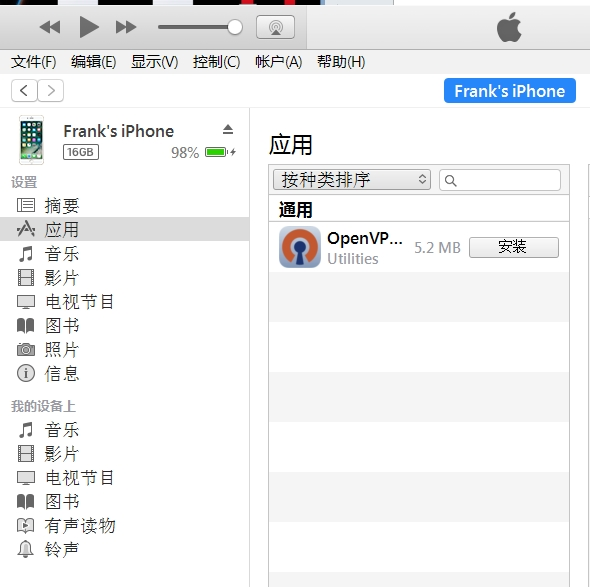 文件(F) 编辑(E) 显示(V) 控制(C) 帐户(A) 帮助(H)
Frank's iPhone
Frank's iPhone
16GB 98%
设置
摘要
应用
音乐
影片
电视节目
图书
照片
信息
我的设备上
音乐
影片
电视节目
图书
有声读物
铃声
应用
按种类排序
通用
OpenVP... 5.2 MB 安装
Utilities